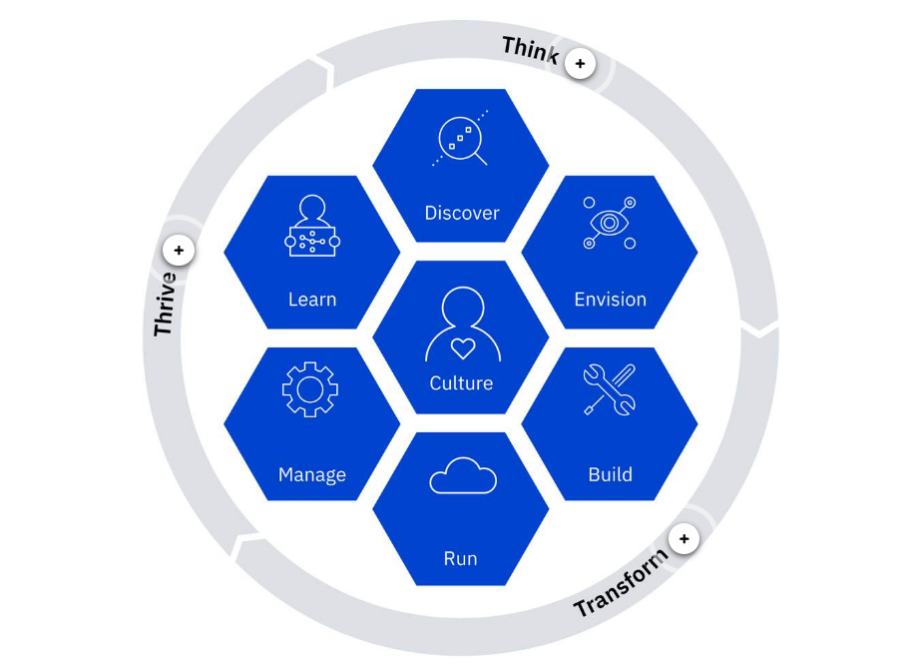 Think
Discover
Learn
Envision
Thrive
Culture
Manage
Build
Run
Transform